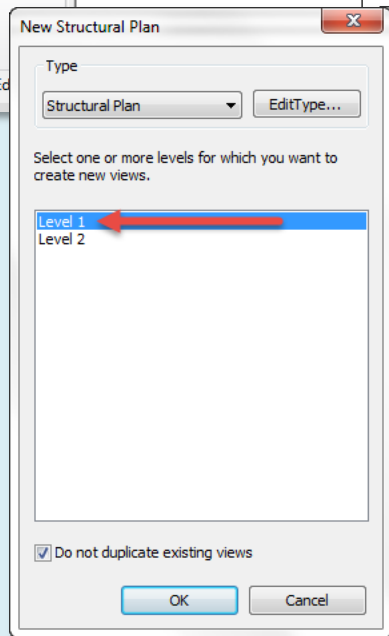 New Structural Plan
Type
Structural Plan
EditType...
Select one or more levels for which you want to
create new views.
Level 1
Level 2
Do not duplicate existing views
OK
Cancel